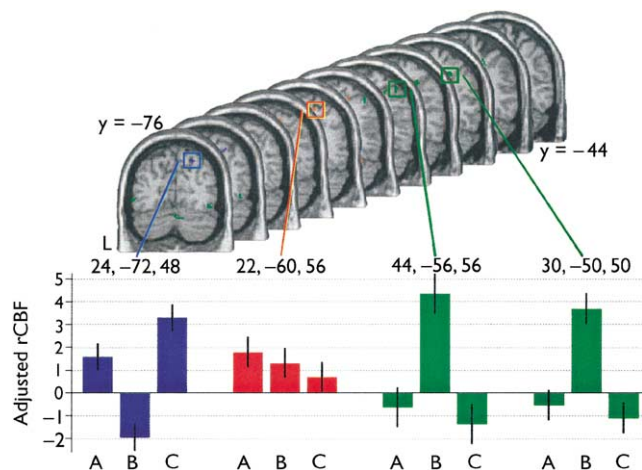 y = −76
y = −44
L
24, −72, 48 22, −60, 56 44, −56, 56 30, −50, 50
Adjusted rCBF
5
4
3
2
1
0
−1
−2
A B C A B C A B C A B C